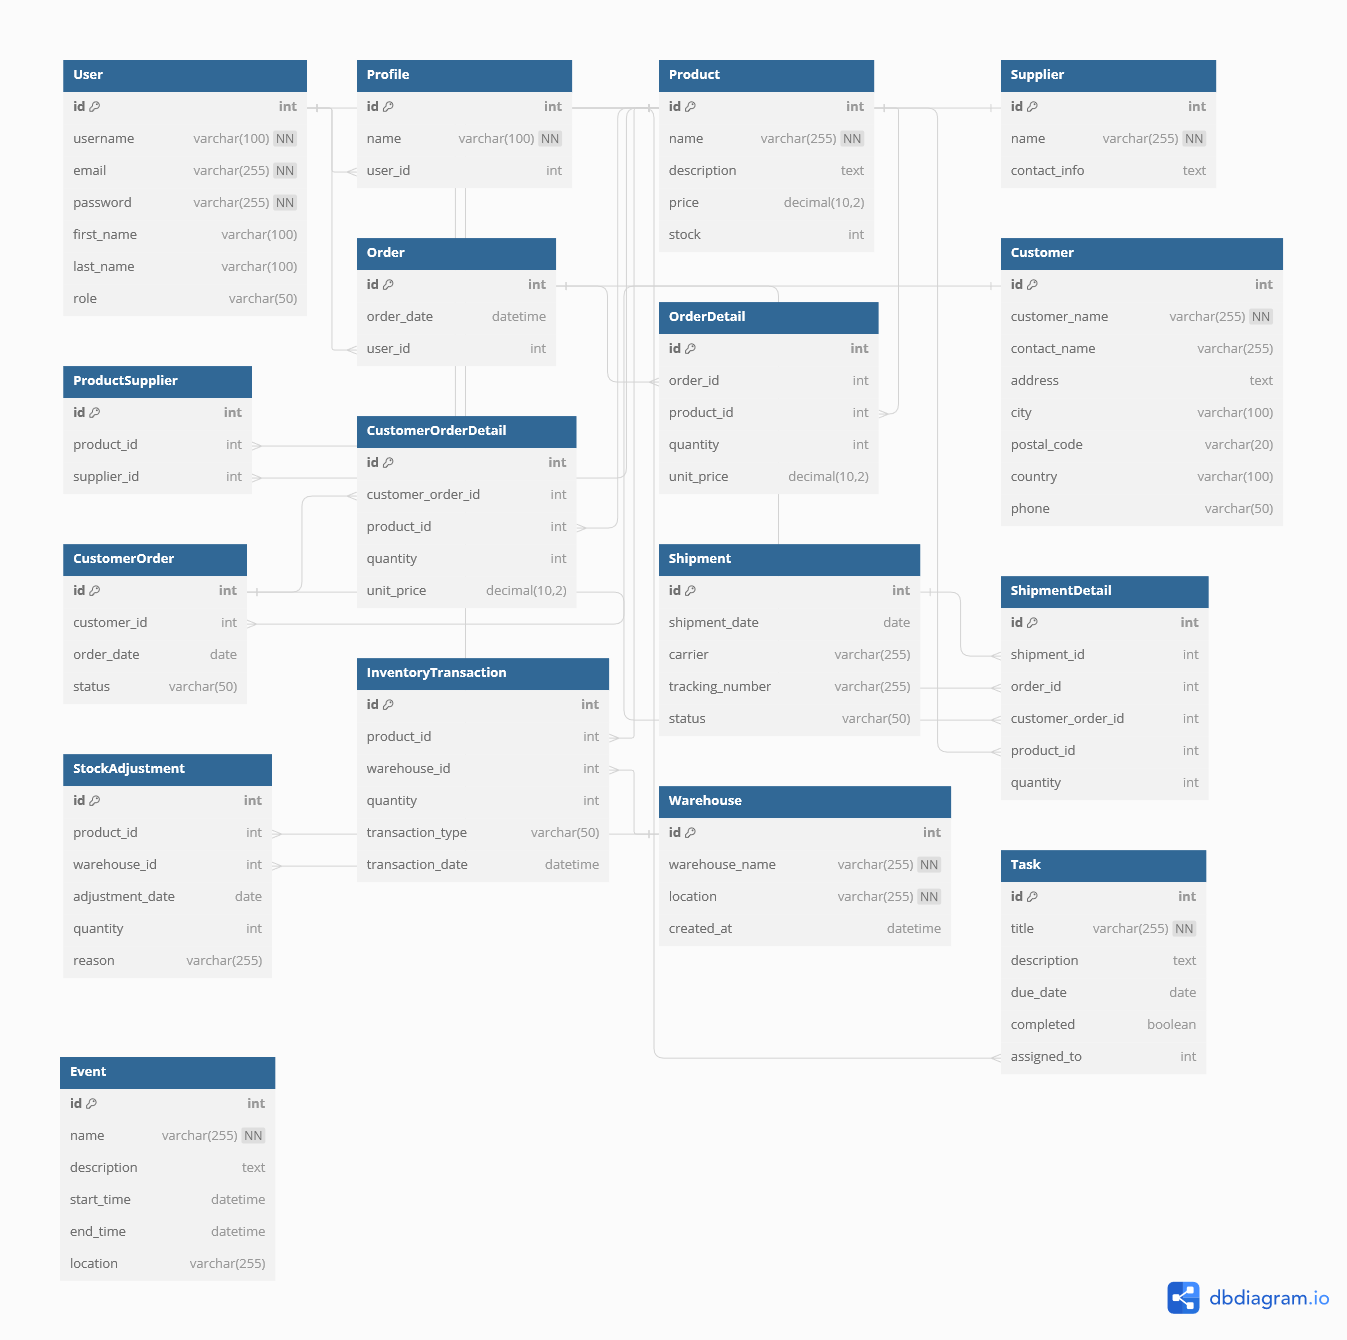 User
id int
username varchar(100) NN
email varchar(255) NN
password varchar(255) NN
first_name varchar(100)
last_name varchar(100)
role varchar(50)
Profile
id int
name varchar(100) NN
user_id int
Product
id int
name varchar(255) NN
description text
price decimal(10,2)
stock int
Supplier
id int
name varchar(255) NN
contact_info text
Order
id int
order_date datetime
user_id int
Customer
id int
customer_name varchar(255) NN
contact_name varchar(255)
address text
city varchar(100)
postal_code varchar(20)
country varchar(100)
phone varchar(50)
OrderDetail
id int
order_id int
product_id int
quantity int
unit_price decimal(10,2)
ProductSupplier
id int
product_id int
supplier_id int
CustomerOrderDetail
id int
customer_order_id int
product_id int
quantity int
unit_price decimal(10,2)
CustomerOrder
id int
customer_id int
order_date date
status varchar(50)
Shipment
id int
shipment_date date
carrier varchar(255)
tracking_number varchar(255)
status varchar(50)
ShipmentDetail
id int
shipment_id int
order_id int
customer_order_id int
product_id int
quantity int
InventoryTransaction
id int
product_id int
warehouse_id int
quantity int
transaction_type varchar(50)
transaction_date datetime
StockAdjustment
id int
product_id int
warehouse_id int
adjustment_date date
quantity int
reason varchar(255)
Warehouse
id int
warehouse_name varchar(255) NN
location varchar(255) NN
created_at datetime
Task
id int
title varchar(255) NN
description text
due_date date
completed boolean
assigned_to int
Event
id int
name varchar(255) NN
description text
start_time datetime
end_time datetime
location varchar(255)
dbdiagram.io